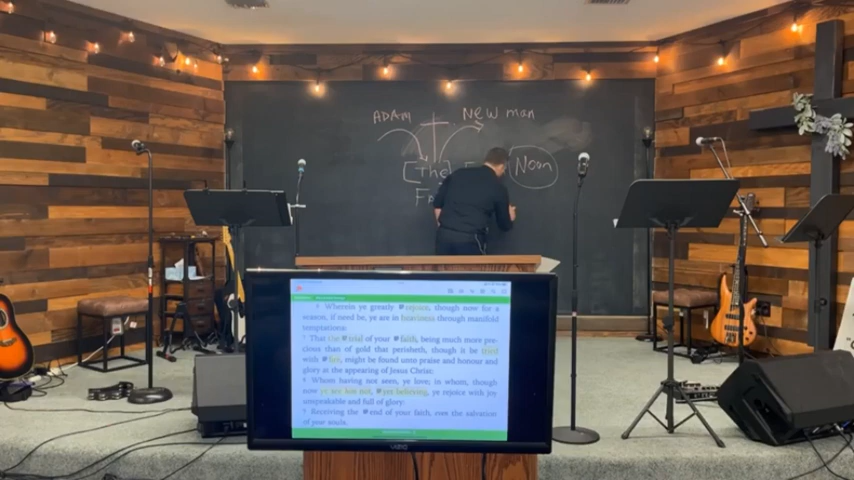 ADAM NEW man
[The] Noun
6 Wherein ye greatly rejoice, though now for a
season, if need be, ye are in heaviness through manifold
temptations:
7 That the trial of your faith, being much more pre-
cious than of gold that perisheth, though it be tried
with fire, might be found unto praise and honour and
glory at the appearing of Jesus Christ:
8 Whom having not seen, ye love; in whom, though
now ye see him not, yet believing, ye rejoice with joy
unspeakable and full of glory:
9 Receiving the end of your faith, even the salvation
of your souls.
VIZIO